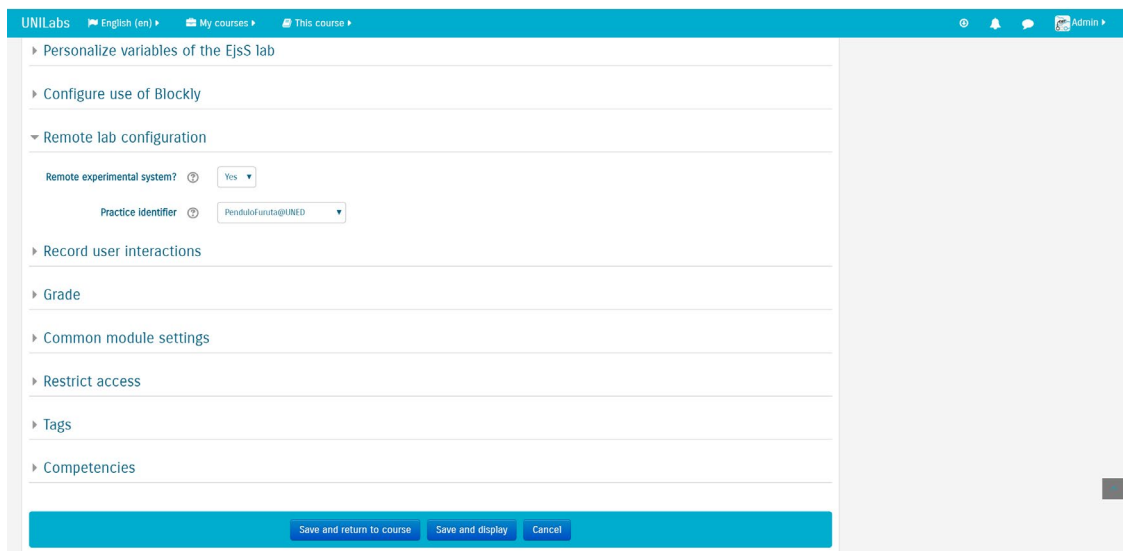 UNILabs English (en) My courses This course Admin
Personalize variables of the EjsS lab
Configure use of Blockly
Remote lab configuration
Remote experimental system? Yes
Practice identifier PenduloFuruta@UNED
Record user interactions
Grade
Common module settings
Restrict access
Tags
Competencies
Save and return to course Save and display Cancel